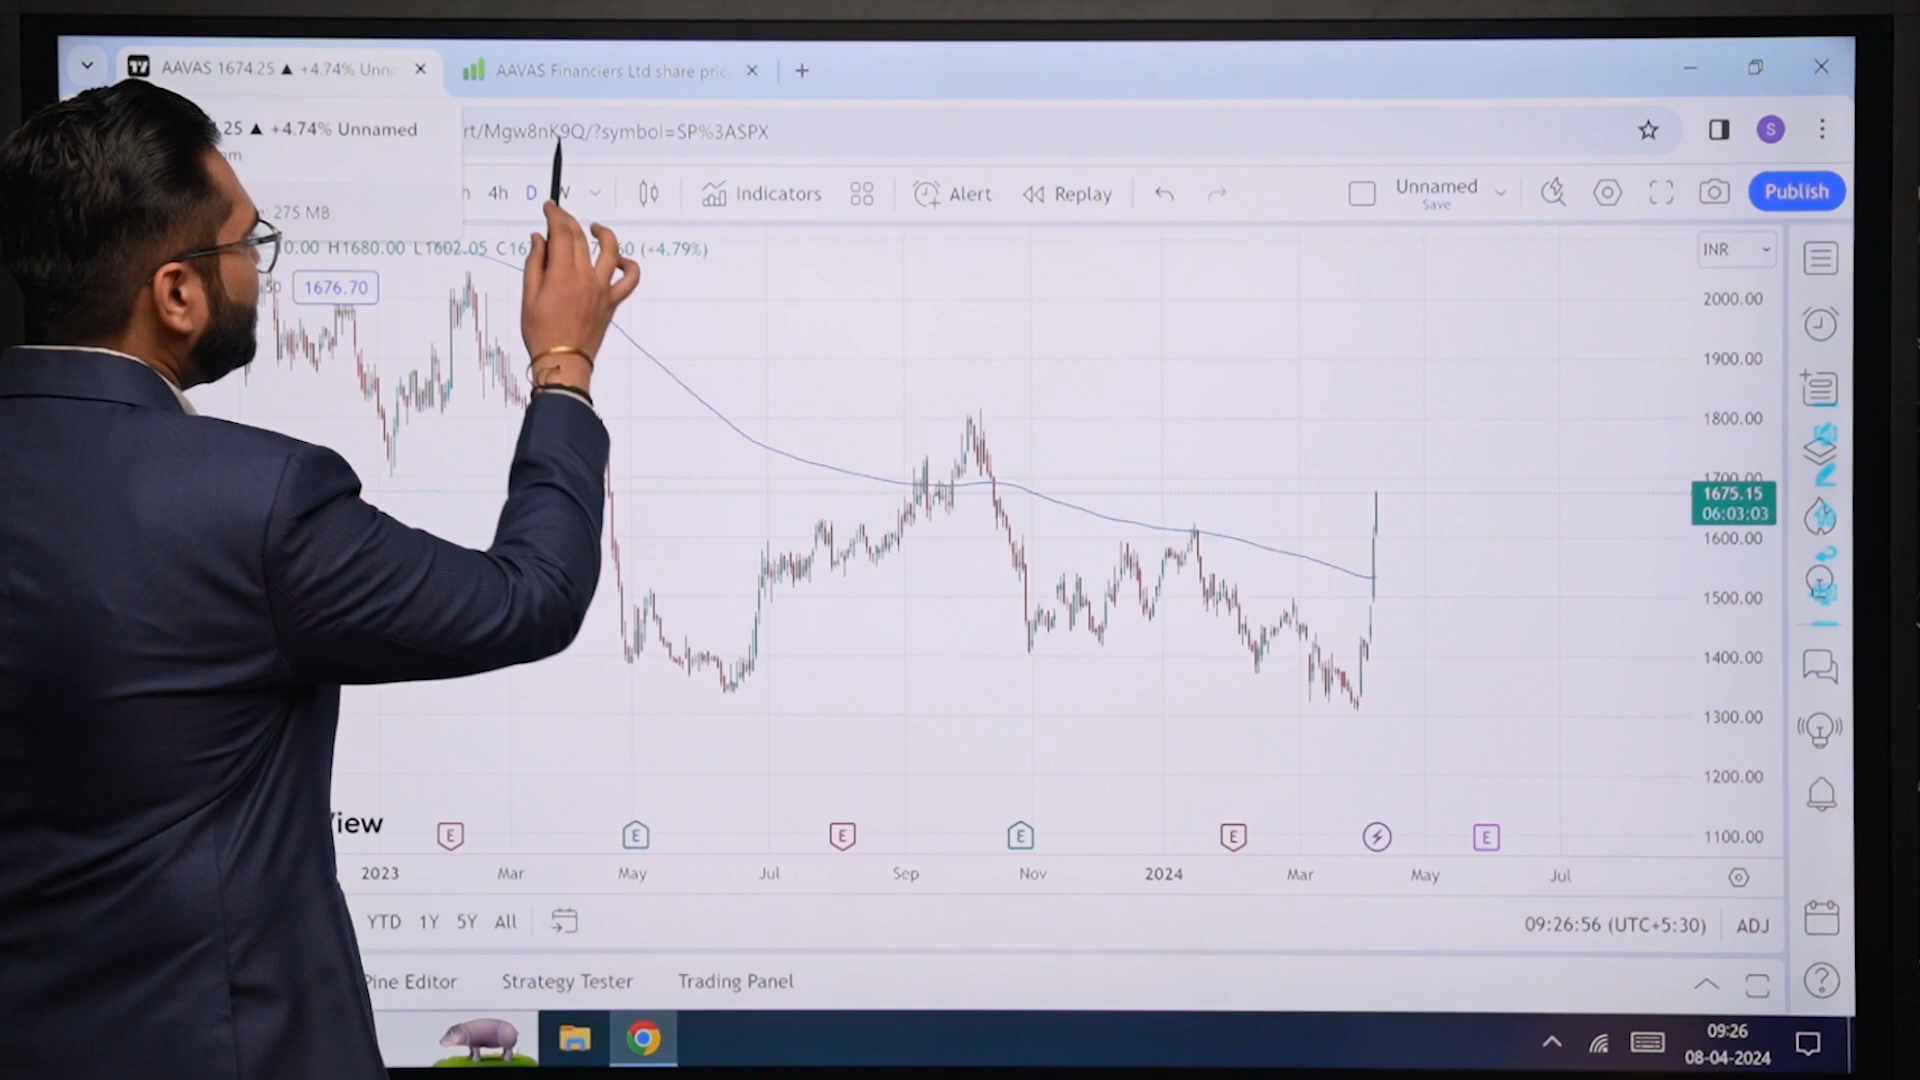 AAVAS 1674.25 ▲ +4.74% Unna
AAVAS Financiers Ltd share pric
.25 ▲ +4.74% Unnamed
rt/Mgw8nK9Q/?symbol=SP%3ASPX
S
275 MB
4h D W Indicators Alert Replay Unnamed Save Publish
0.00 H1680.00 L1602.05 C16 60 (+4.79%)
1676.70
INR
2000.00
1900.00
1800.00
1700.00
1675.15
06:03:03
1600.00
1500.00
1400.00
1300.00
1200.00
1100.00
View
E E E E E E
2023 Mar May Jul Sep Nov 2024 Mar May Jul
YTD 1Y 5Y All
09:26:56 (UTC+5:30) ADJ
Pine Editor Strategy Tester Trading Panel
09:26
08-04-2024